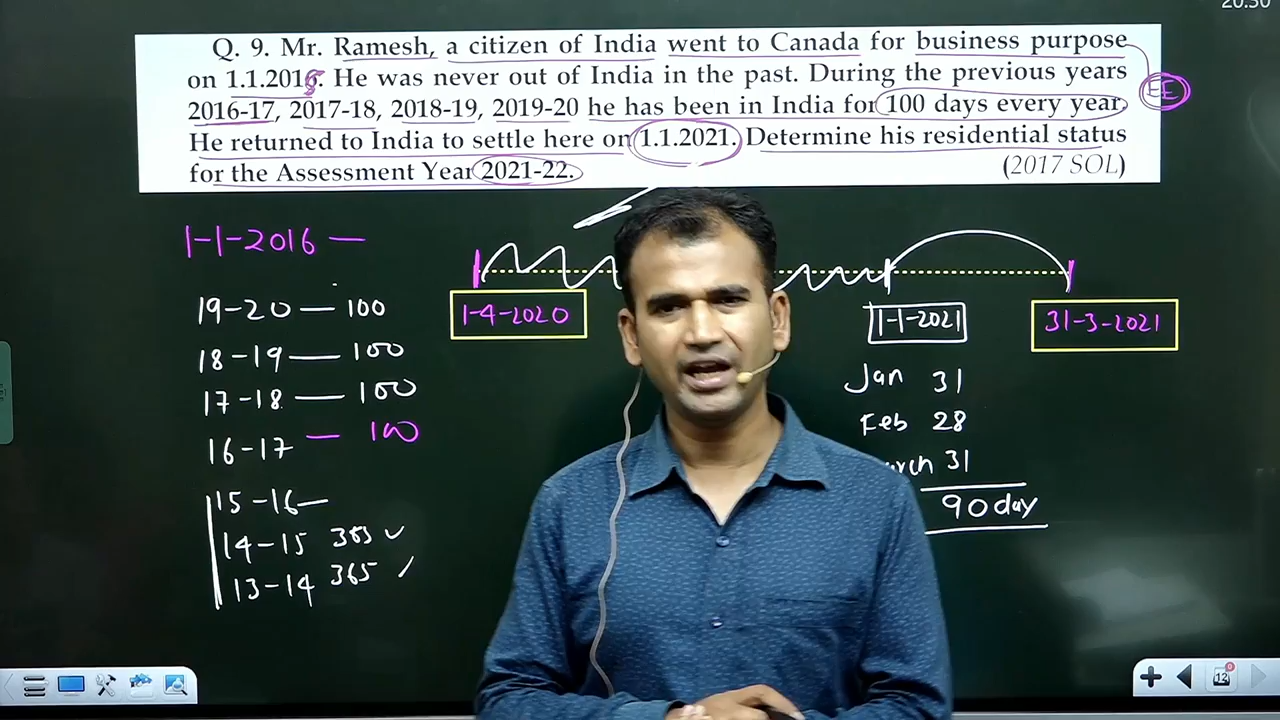 20:30
Q. 9. Mr. Ramesh, a citizen of India went to Canada for business purpose
on 1.1.2016. He was never out of India in the past. During the previous years
2016-17, 2017-18, 2018-19, 2019-20 he has been in India for 100 days every year.
He returned to India to settle here on 1.1.2021. Determine his residential status
for the Assessment Year 2021-22. (2017 SOL)
EE
1-1-2016 —
19-20 — 100
18-19 — 100
17-18 — 100
16-17 — 100
15-16 —
14-15 365 ✓
13-14 365
1-4-2020
1-1-2021
31-3-2021
Jan 31
Feb 28
31
90 day
12